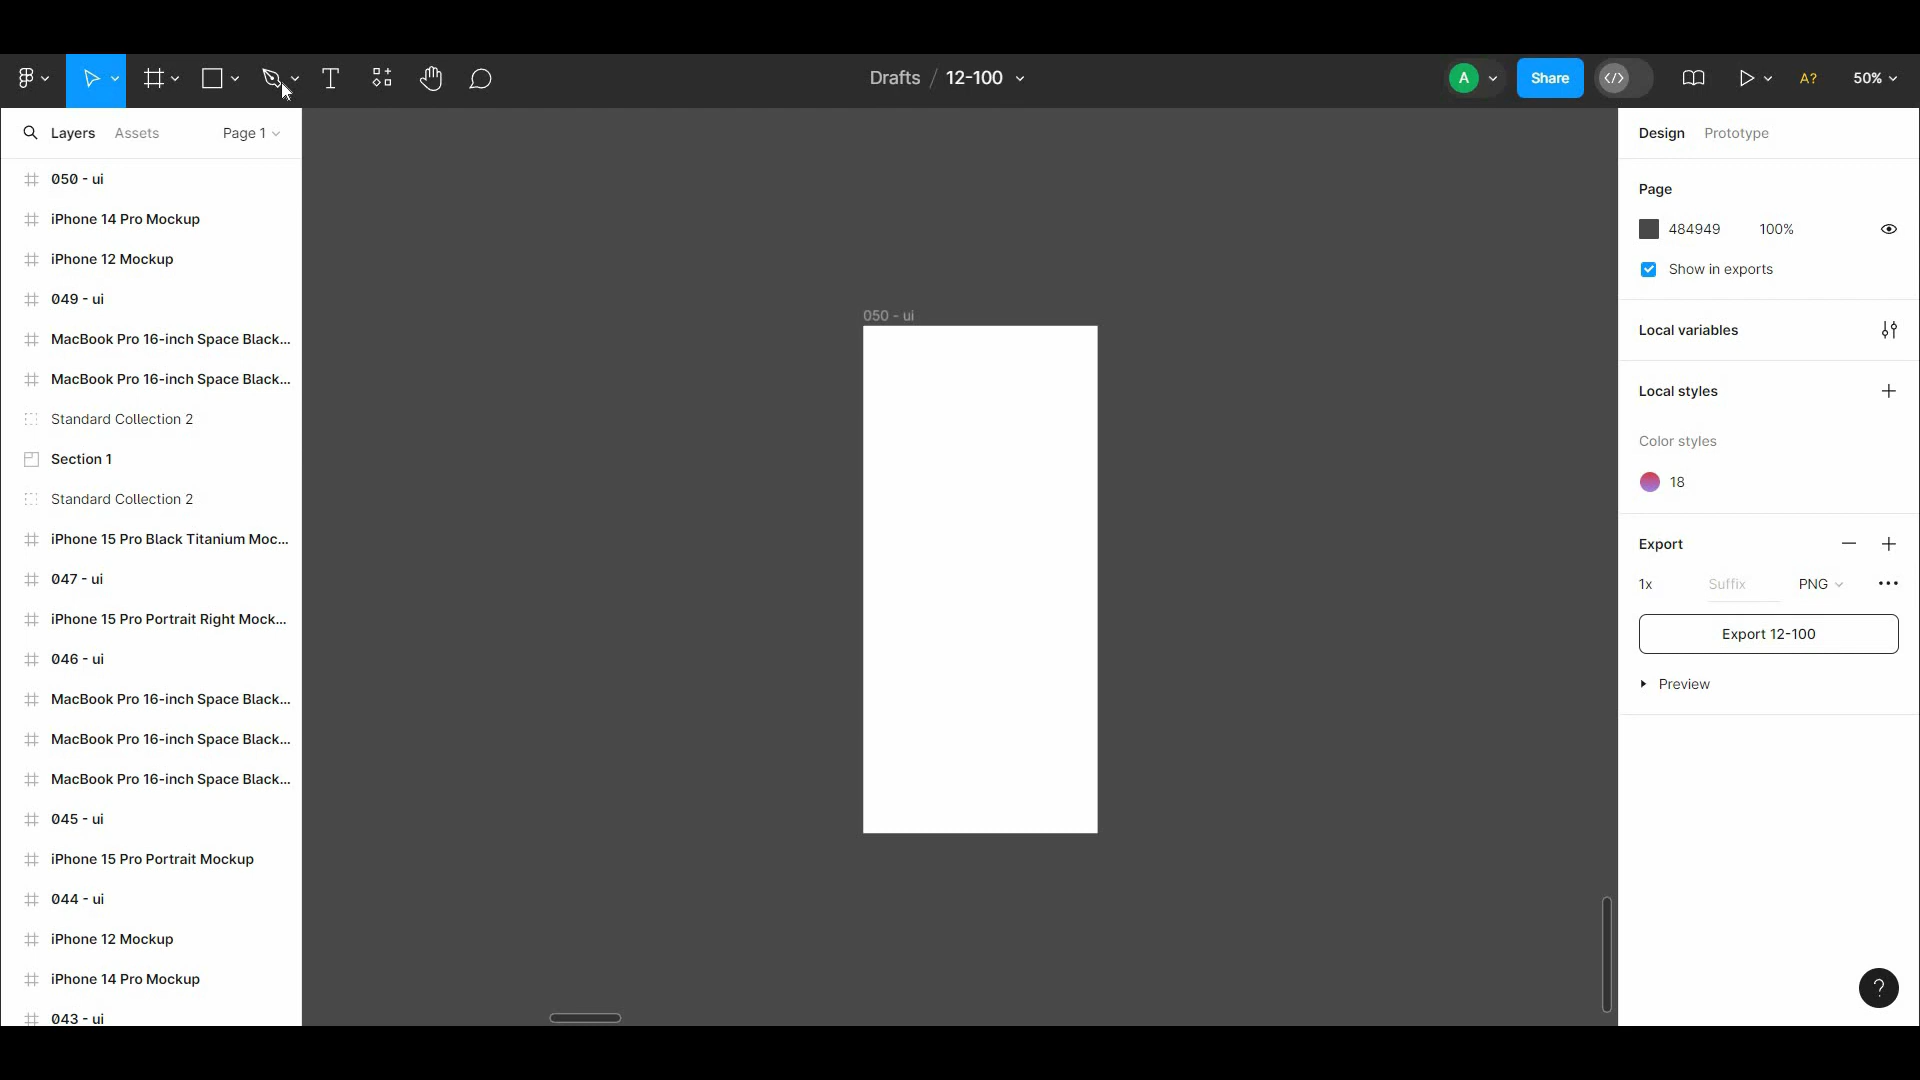 Drafts / 12-100
A
Share
A?
50%
Layers
Assets
Page 1
050 - ui
iPhone 14 Pro Mockup
iPhone 12 Mockup
049 - ui
MacBook Pro 16-inch Space Black...
MacBook Pro 16-inch Space Black...
Standard Collection 2
Section 1
Standard Collection 2
iPhone 15 Pro Black Titanium Moc...
047 - ui
iPhone 15 Pro Portrait Right Mock...
046 - ui
MacBook Pro 16-inch Space Black...
MacBook Pro 16-inch Space Black...
MacBook Pro 16-inch Space Black...
045 - ui
iPhone 15 Pro Portrait Mockup
044 - ui
iPhone 12 Mockup
iPhone 14 Pro Mockup
043 - ui
050 - ui
Design
Prototype
Page
484949 100%
Show in exports
Local variables
Local styles
Color styles
18
Export
1x Suffix PNG
Export 12-100
Preview
?